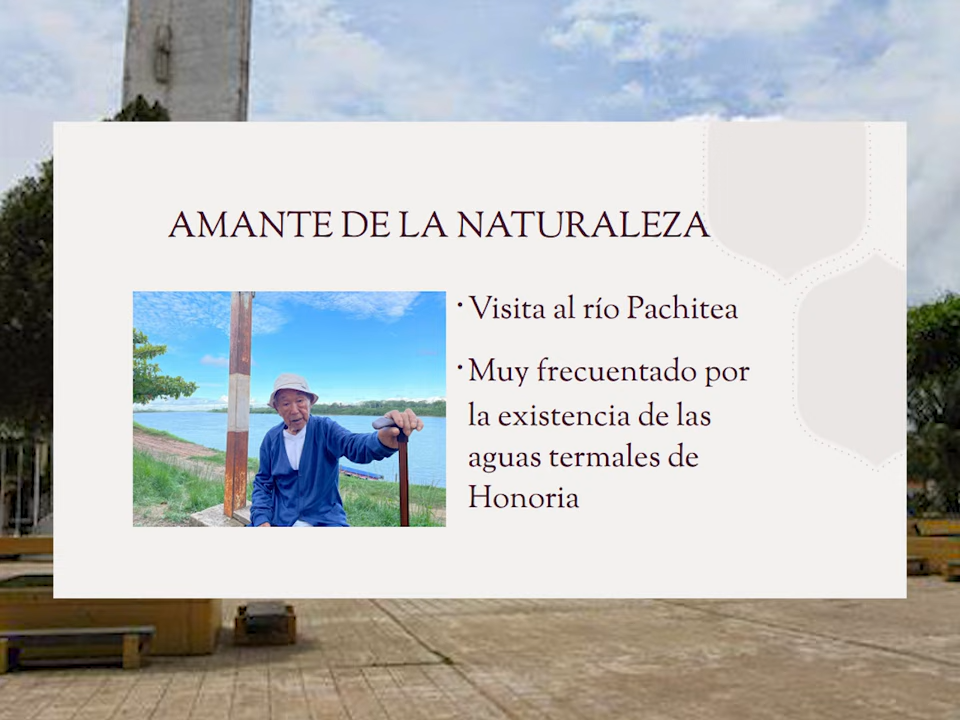 AMANTE DE LA NATURALEZA
• Visita al río Pachitea
• Muy frecuentado por
la existencia de las
aguas termales de
Honoria